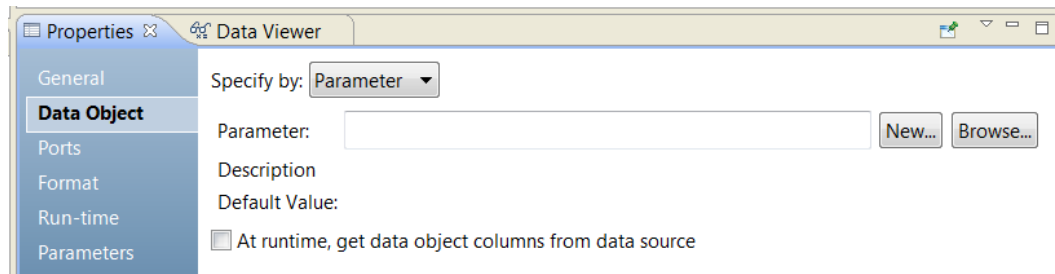 Properties Data Viewer
General
Data Object
Ports
Format
Run-time
Parameters
Specify by: Parameter
Parameter: New... Browse...
Description
Default Value:
At runtime, get data object columns from data source